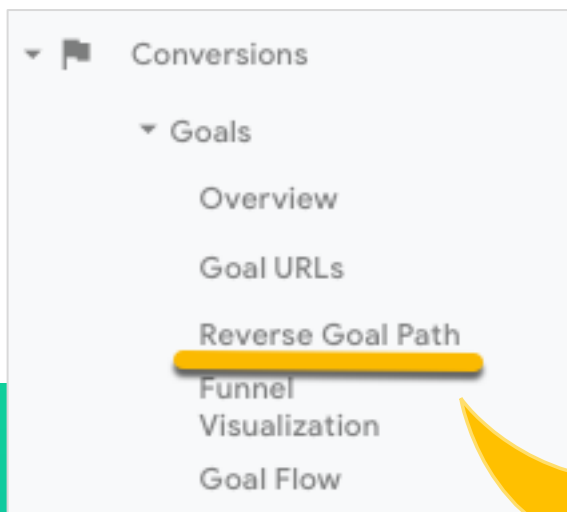 Conversions
Goals
Overview
Goal URLs
Reverse Goal Path
Funnel
Visualization
Goal Flow